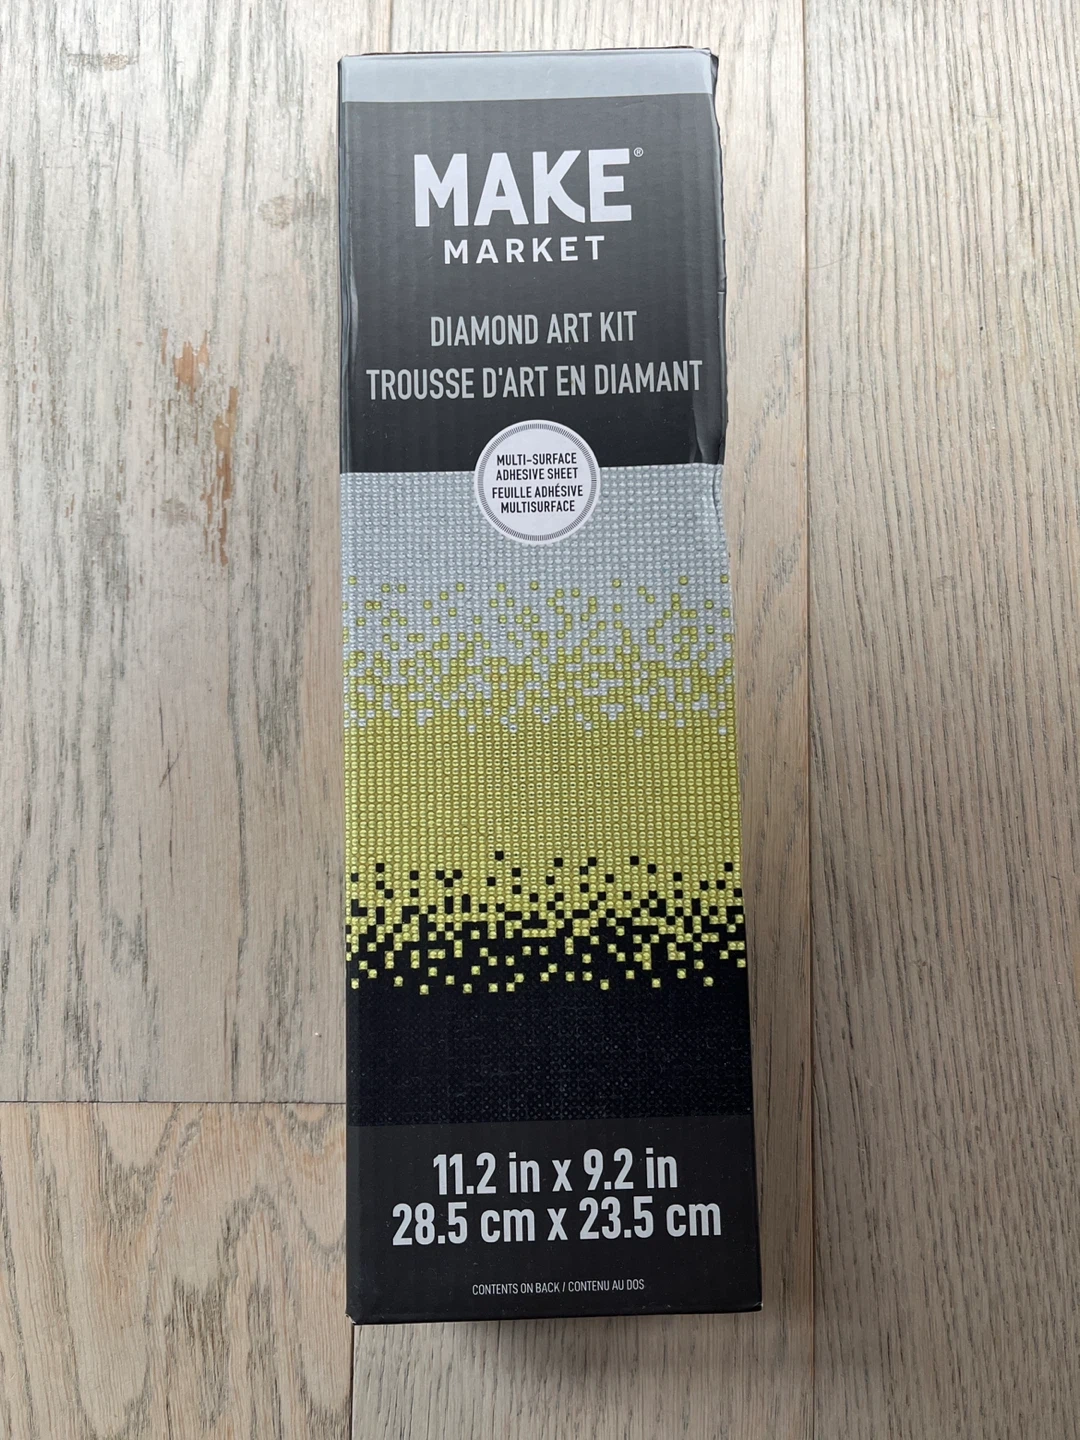 MAKE®
MARKET
DIAMOND ART KIT
TROUSSE D'ART EN DIAMANT
MULTI-SURFACE
ADHESIVE SHEET
FEUILLE ADHÉSIVE
MULTISURFACE
11.2 in x 9.2 in
28.5 cm x 23.5 cm
CONTENTS ON BACK / CONTENU AU DOS